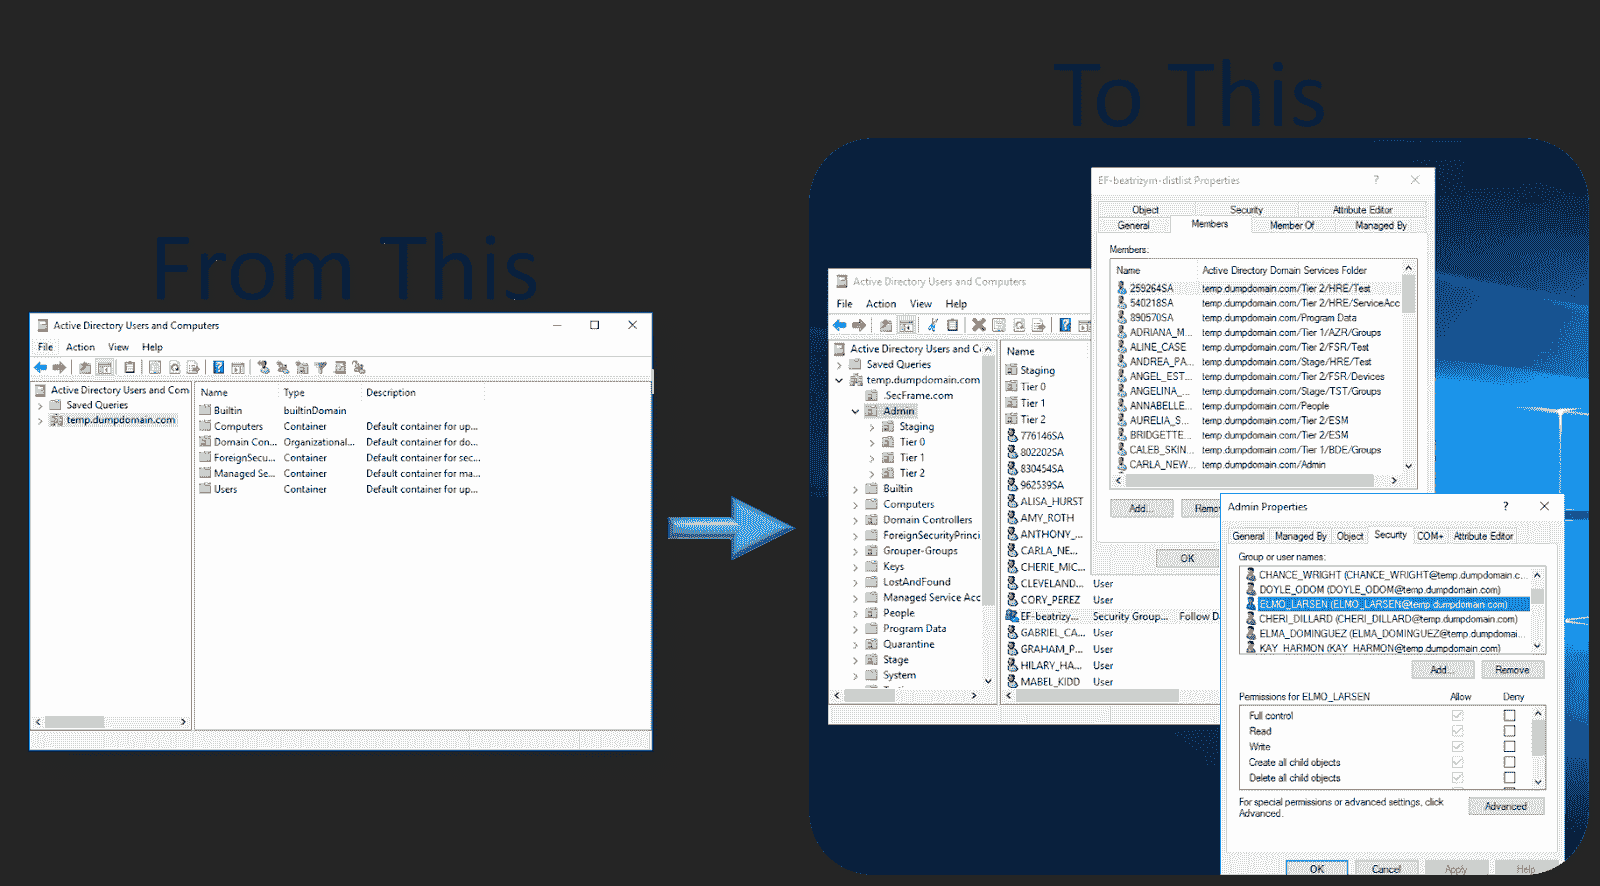 To This
From This
Active Directory Users and Computers
File Action View Help
Active Directory Users and Com
Saved Queries
temp.dumpdomain.com
Name Type Description
Builtin builtinDomain
Computers Container Default container for up...
Domain Con... Organizational... Default container for do...
ForeignSecu... Container Default container for sec...
Managed Se... Container Default container for ma...
Users Container Default container for up...
Active Directory Users and Computers
File Action View Help
Active Directory Users and C
Saved Queries
temp.dumpdomain.com
.SecFrame.com
Admin
Staging
Tier 0
Tier 1
Tier 2
Builtin
Computers
Domain Controllers
ForeignSecurityPrinci
Grouper-Groups
Keys
LostAndFound
Managed Service Acc
People
Program Data
Quarantine
Stage
System
Name
Staging
Tier 0
Tier 1
Tier 2
776146SA
802202SA
830454SA
962539SA
ALISA_HURST
AMY_ROTH
ANTHONY_...
CARLA_NE...
CHERIE_MIC...
CLEVELAND... User
CORY_PEREZ User
EF-beatrizy... Security Group... Follow D
GABRIEL_CA... User
GRAHAM_P... User
HILARY_HA... User
MABEL_KIDD User
EF-beatrizym-distlist Properties ?
Object Security Attribute Editor
General Members Member Of Managed By
Members:
Name Active Directory Domain Services Folder
259264SA temp.dumpdomain.com/Tier 2/HRE/Test
540218SA temp.dumpdomain.com/Tier 2/HRE/ServiceAcc
890570SA temp.dumpdomain.com/Program Data
ADRIANA_M... temp.dumpdomain.com/Tier 1/AZR/Groups
ALINE_CASE temp.dumpdomain.com/Tier 2/FSR/Test
ANDREA_PA... temp.dumpdomain.com/Stage/HRE/Test
ANGEL_EST... temp.dumpdomain.com/Tier 2/FSR/Devices
ANGELINA_... temp.dumpdomain.com/Stage/TST/Groups
ANNABELLE... temp.dumpdomain.com/People
AURELIA_S... temp.dumpdomain.com/Tier 2/ESM
BRIDGETTE... temp.dumpdomain.com/Tier 2/ESM
CALEB_SKIN... temp.dumpdomain.com/Tier 1/BDE/Groups
CARLA_NEW... temp.dumpdomain.com/Admin
Add... Remov
OK
Admin Properties ?
General Managed By Object Security COM+ Attribute Editor
Group or user names:
CHANCE_WRIGHT (CHANCE_WRIGHT@temp.dumpdomain.c...
DOYLE_ODOM (DOYLE_ODOM@temp.dumpdomain.com)
ELMO_LARSEN (ELMO_LARSEN@temp.dumpdomain.com)
CHERI_DILLARD (CHERI_DILLARD@temp.dumpdomain.com)
ELMA_DOMINGUEZ (ELMA_DOMINGUEZ@temp.dumpdomai...
KAY_HARMON (KAY_HARMON@temp.dumpdomain.com)
Add... Remove
Permissions for ELMO_LARSEN Allow Deny
Full control
Read
Write
Create all child objects
Delete all child objects
For special permissions or advanced settings, click
Advanced.
Advanced
OK Cancel Apply Help